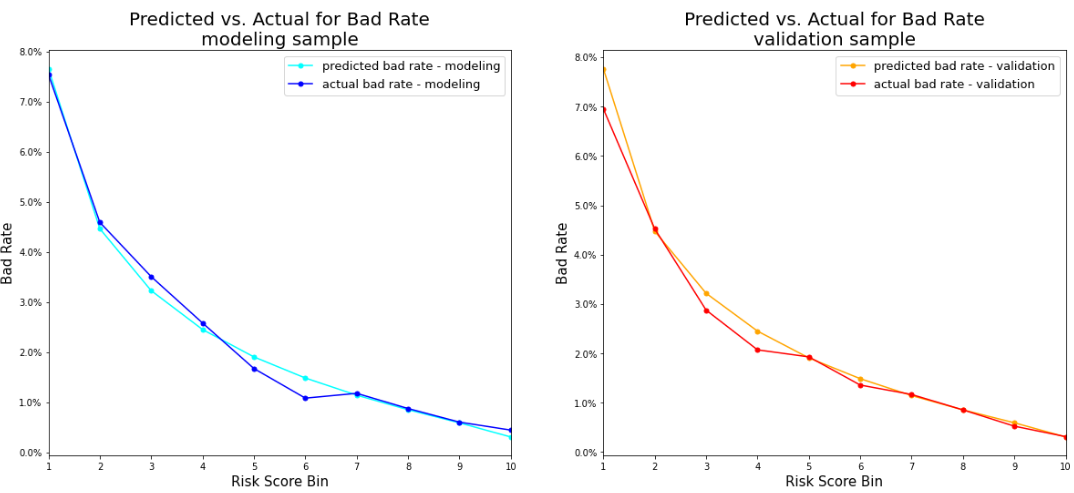 Predicted vs. Actual for Bad Rate
modeling sample
8.0%
7.0%
6.0%
5.0%
4.0%
3.0%
2.0%
1.0%
0.0%
Bad Rate
predicted bad rate - modeling
actual bad rate - modeling
1 2 3 4 5 6 7 8 9 10
Risk Score Bin
Predicted vs. Actual for Bad Rate
validation sample
8.0%
7.0%
6.0%
5.0%
4.0%
3.0%
2.0%
1.0%
0.0%
Bad Rate
predicted bad rate - validation
actual bad rate - validation
1 2 3 4 5 6 7 8 9 10
Risk Score Bin